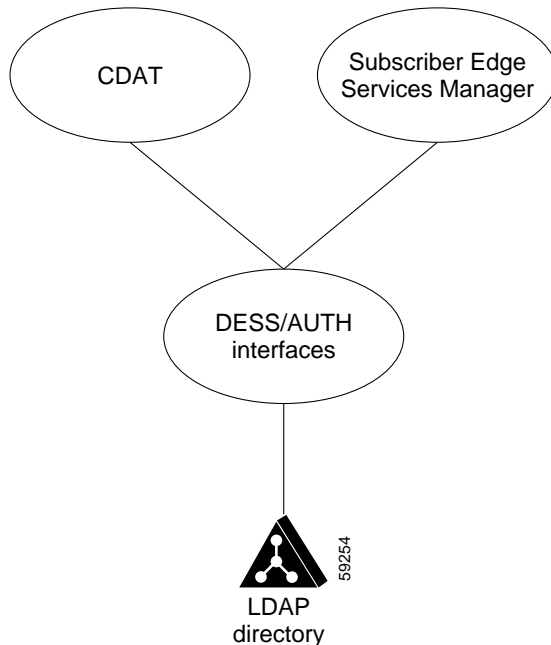 CDAT
Subscriber Edge
Services Manager
DESS/AUTH
interfaces
59254
LDAP
directory